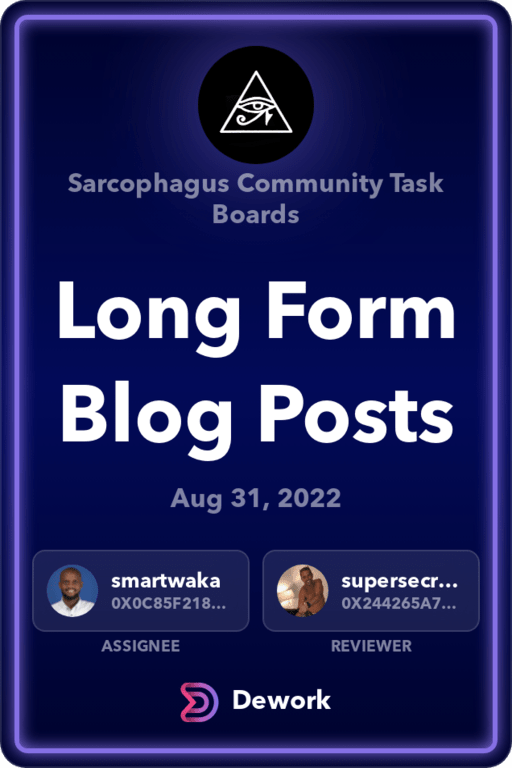 Sarcophagus Community Task
Boards
Long Form
Blog Posts
Aug 31, 2022
smartwaka
0X0C85F218...
ASSIGNEE
supersecr...
0X244265A7...
REVIEWER
Dework